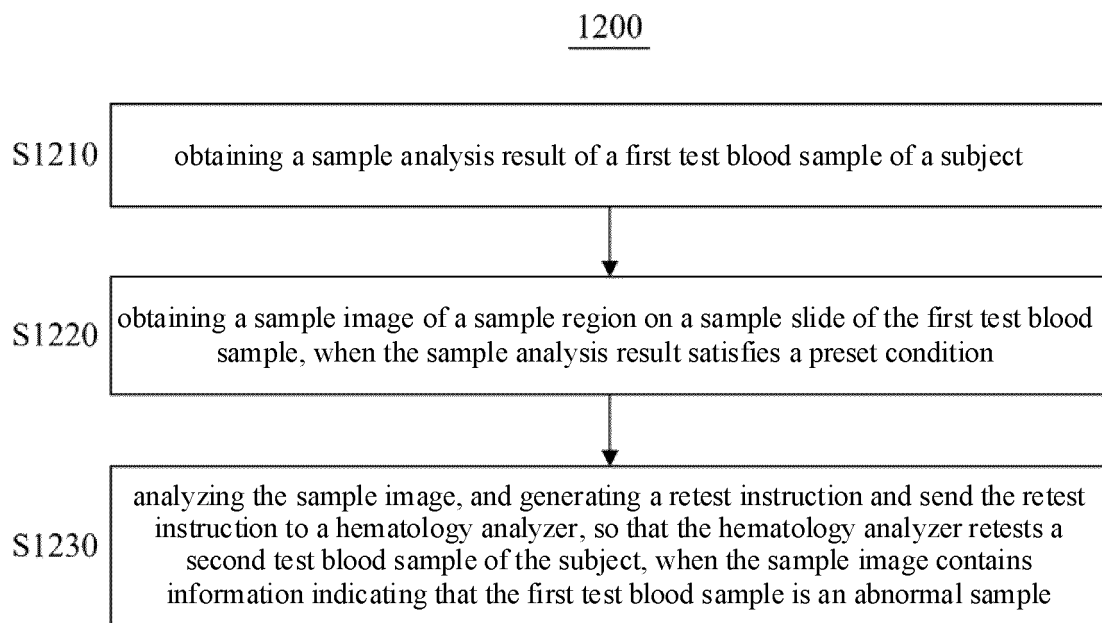 1200
S1210
obtaining a sample analysis result of a first test blood sample of a subject
S1220
obtaining a sample image of a sample region on a sample slide of the first test blood
sample, when the sample analysis result satisfies a preset condition
S1230
analyzing the sample image, and generating a retest instruction and send the retest
instruction to a hematology analyzer, so that the hematology analyzer retests a
second test blood sample of the subject, when the sample image contains
information indicating that the first test blood sample is an abnormal sample